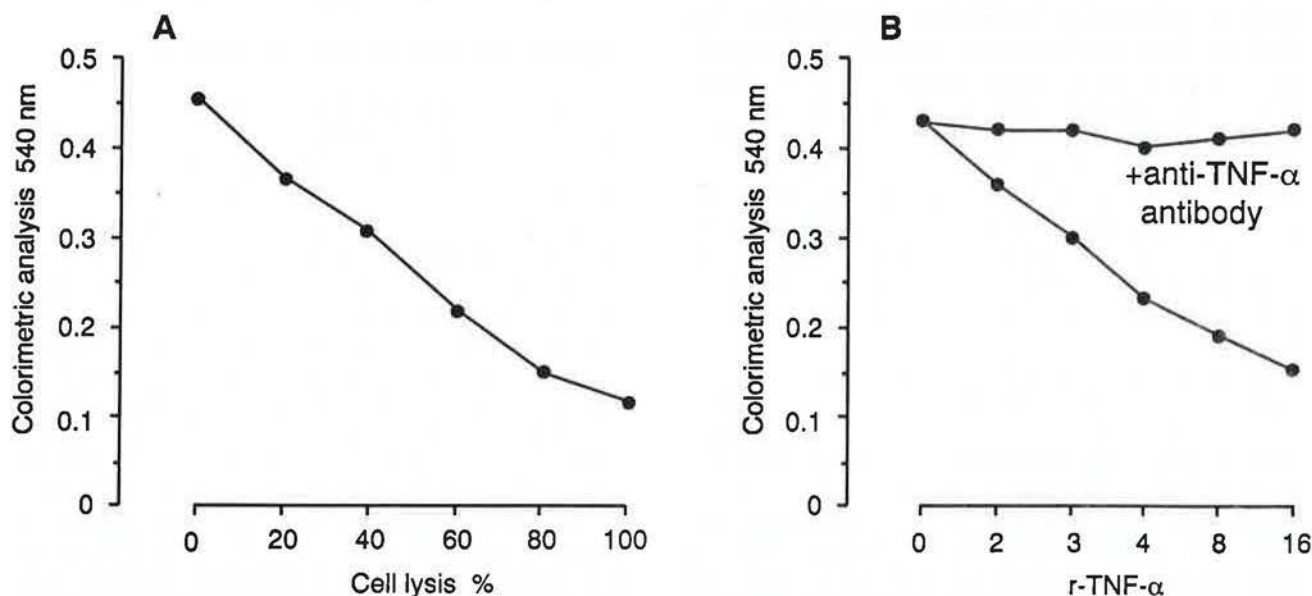 A
Colorimetric analysis 540 nm
0.5
0.4
0.3
0.2
0.1
0
0 20 40 60 80 100
Cell lysis %
B
Colorimetric analysis 540 nm
0.5
0.4
0.3
0.2
0.1
0
+anti-TNF-α
antibody
0 2 3 4 8 16
r-TNF-α